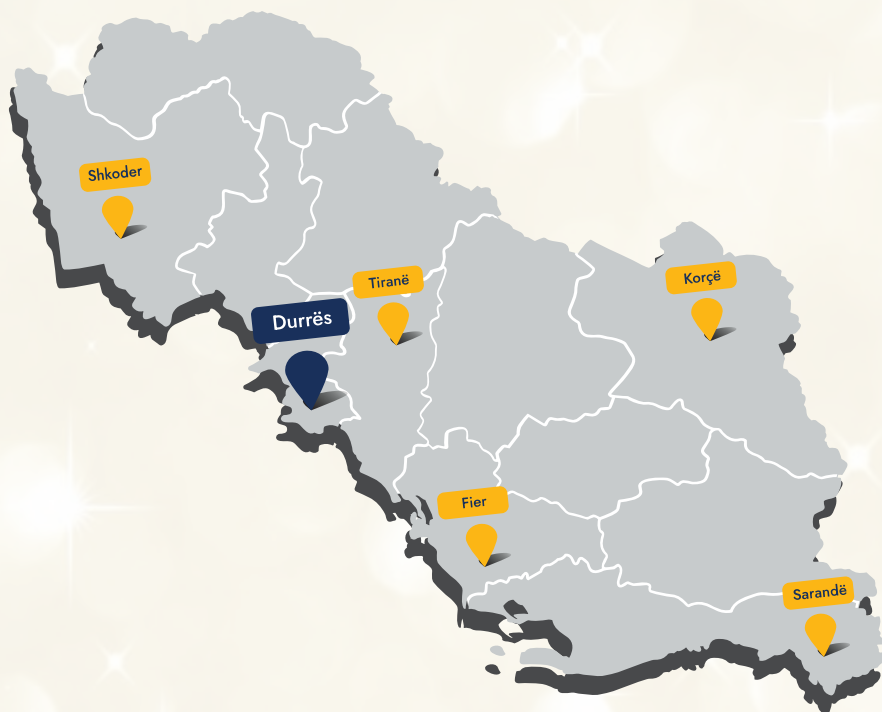 Shkoder
Tiranë
Korçë
Durrës
Fier
Sarandë